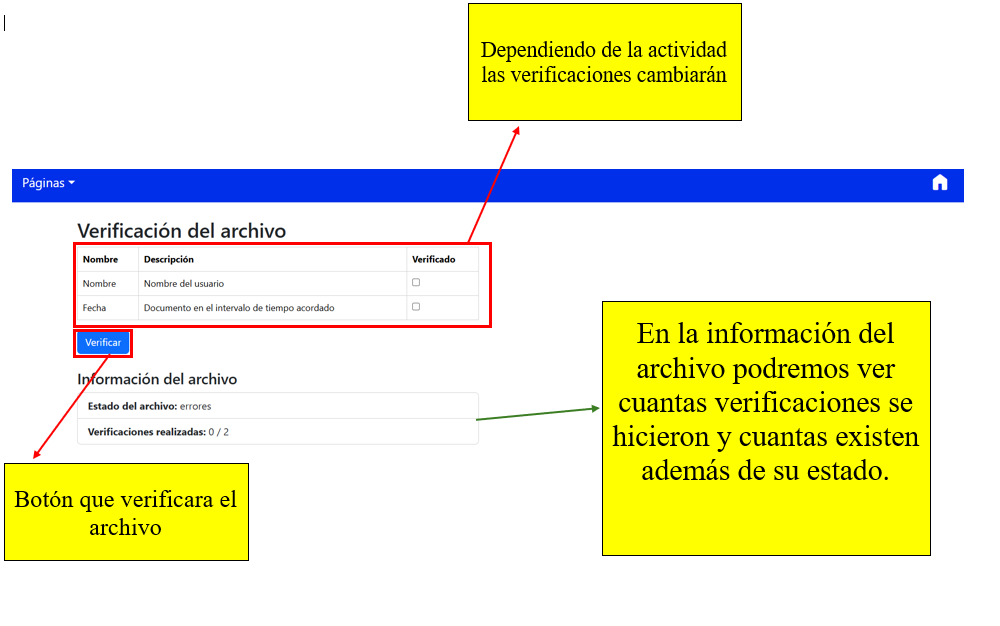 Dependiendo de la actividad
las verificaciones cambiarán
Páginas
Verificación del archivo
Nombre Descripción Verificado
Nombre Nombre del usuario
Fecha Documento en el intervalo de tiempo acordado
Verificar
Información del archivo
Estado del archivo: errores
Verificaciones realizadas: 0 / 2
En la información del
archivo podremos ver
cuantas verificaciones se
hicieron y cuantas existen
además de su estado.
Botón que verificara el
archivo